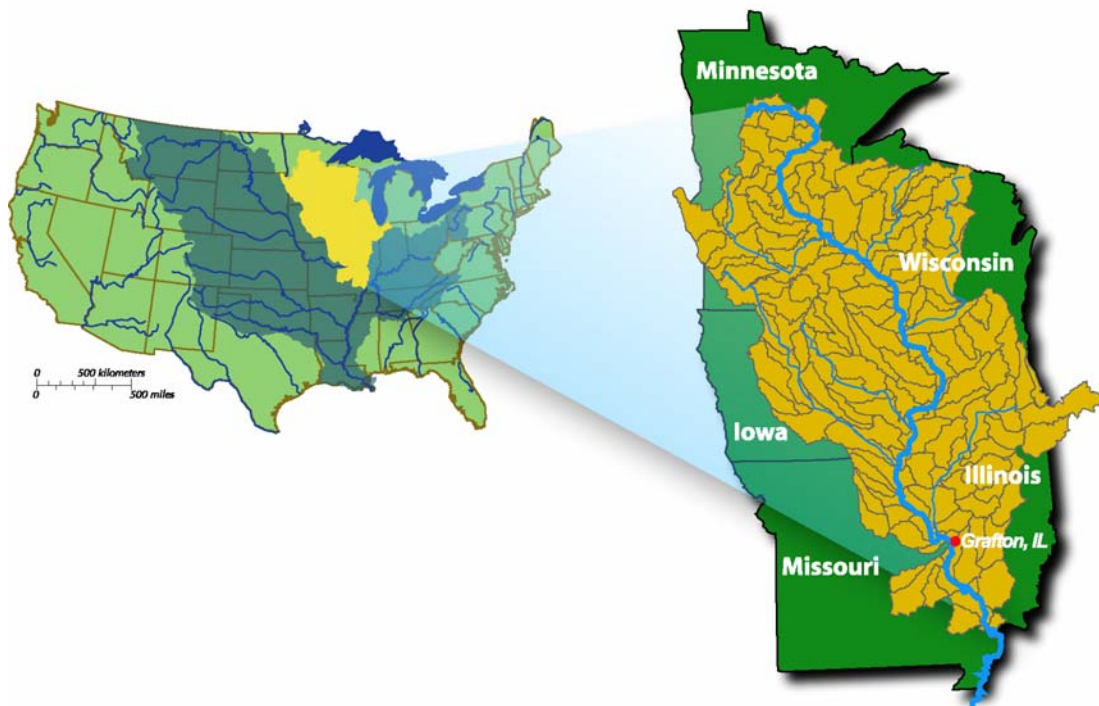 Minnesota
Wisconsin
Iowa
Illinois
Grafton, IL
Missouri
0 500 kilometers
0 500 miles